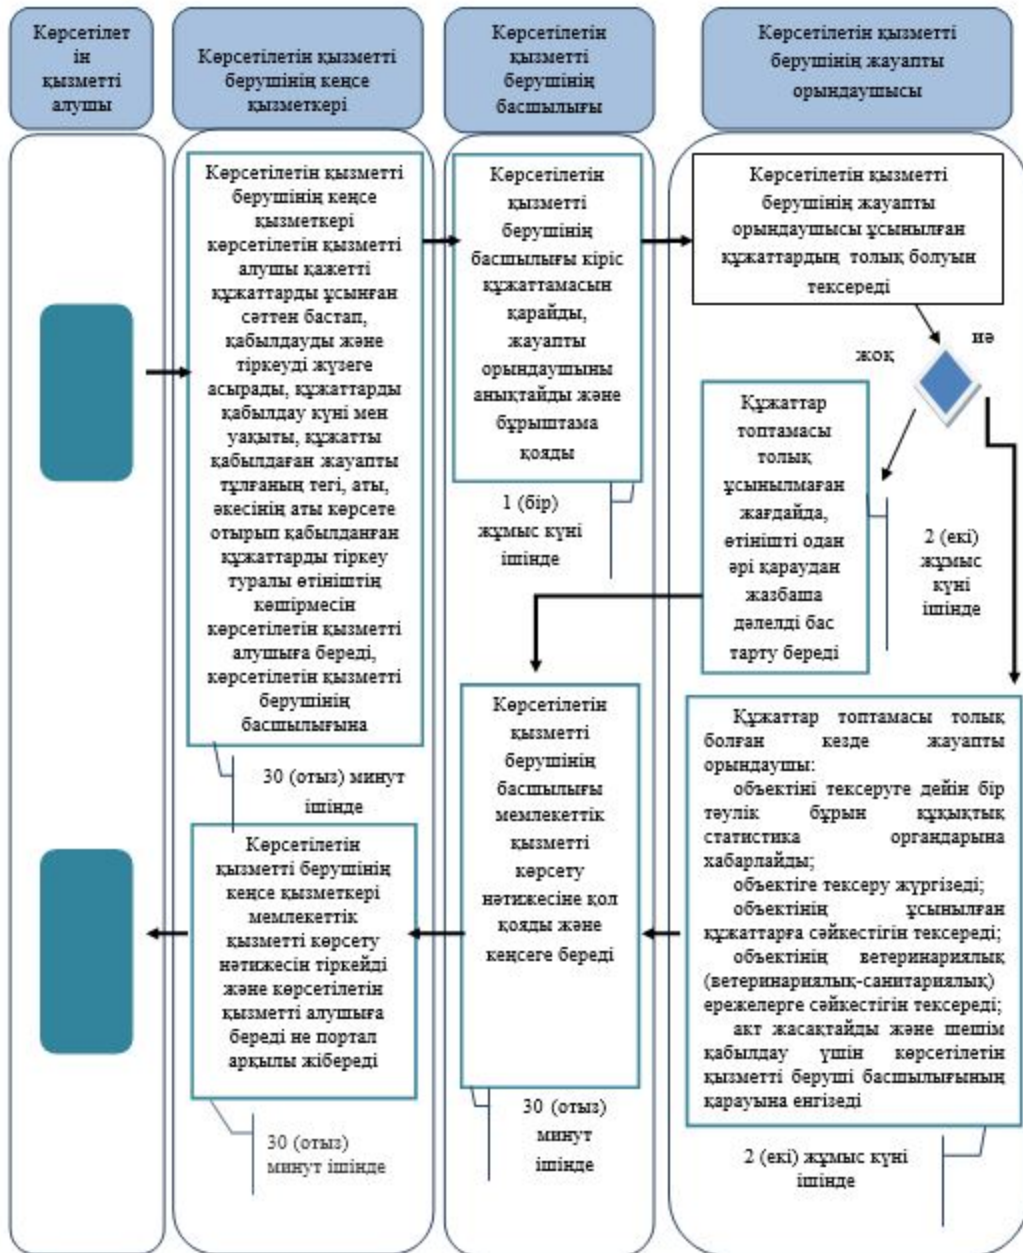 Көрсетілет
ін
қызметті
алушы
Көрсетілетін қызметті
берушінің кеңсе
қызметкері
Көрсетілетін
қызметті
берушінің
басшылығы
Көрсетілетін қызметті
берушінің жауапты
орындаушысы
Көрсетілетін қызметті
берушінің кеңсе
қызметкері
көрсетілетін қызметті
алушы қажетті
құжаттарды ұсынған
сәттен бастап,
қабылдауды және
тіркеуді жүзеге
асырады, құжаттарды
қабылдау күні мен
уақыты, құжатты
қабылдаған жауапты
тұлғаның тегі, аты,
әкесінің аты көрсете
отырып қабылданған
құжаттарды тіркеу
туралы өтініштің
көшірмесін
көрсетілетін қызметті
алушыға береді,
көрсетілетін қызметті
берушінің
басшылығына
30 (отыз) минут
ішінде
Көрсетілетін
қызметті
берушінің
басшылығы кіріс
құжаттамасын
қарайды,
жауапты
орындаушыны
анықтайды және
бұрыштама
қояды
1 (бір)
жұмыс күні
ішінде
Көрсетілетін қызметті
берушінің жауапты
орындаушысы ұсынылған
құжаттардың толық болуын
тексереді
жоқ
иә
Құжаттар
топтамасы
толық
ұсынылмаған
жағдайда,
өтінішті одан
әрі қараудан
жазбаша
дәлелді бас
тарту береді
2 (екі)
жұмыс
күні
ішінде
Құжаттар топтамасы толық
болған кезде жауапты
орындаушы:
объектіні тексеруге дейін бір
тәулік бұрын құқықтық
статистика органдарына
хабарлайды;
объектіге тексеру жүргізеді;
объектінің ұсынылған
құжаттарға сәйкестігін тексереді;
объектінің ветеринариялық
(ветеринариялық-санитариялық)
ережелерге сәйкестігін тексереді;
акт жасақтайды және шешім
қабылдау үшін көрсетілетін
қызметті беруші басшылығының
қарауына енгізеді
2 (екі) жұмыс күні
ішінде
Көрсетілетін
қызметті
берушінің
басшылығы
мемлекеттік
қызметті
көрсету
нәтижесіне қол
қояды және
кеңсеге береді
30 (отыз)
минут
ішінде
Көрсетілетін
қызметті берушінің
кеңсе қызметкері
мемлекеттік
қызметті көрсету
нәтижесін тіркейді
және көрсетілетін
қызметті алушыға
береді не портал
арқылы жібереді
30 (отыз)
минут ішінде